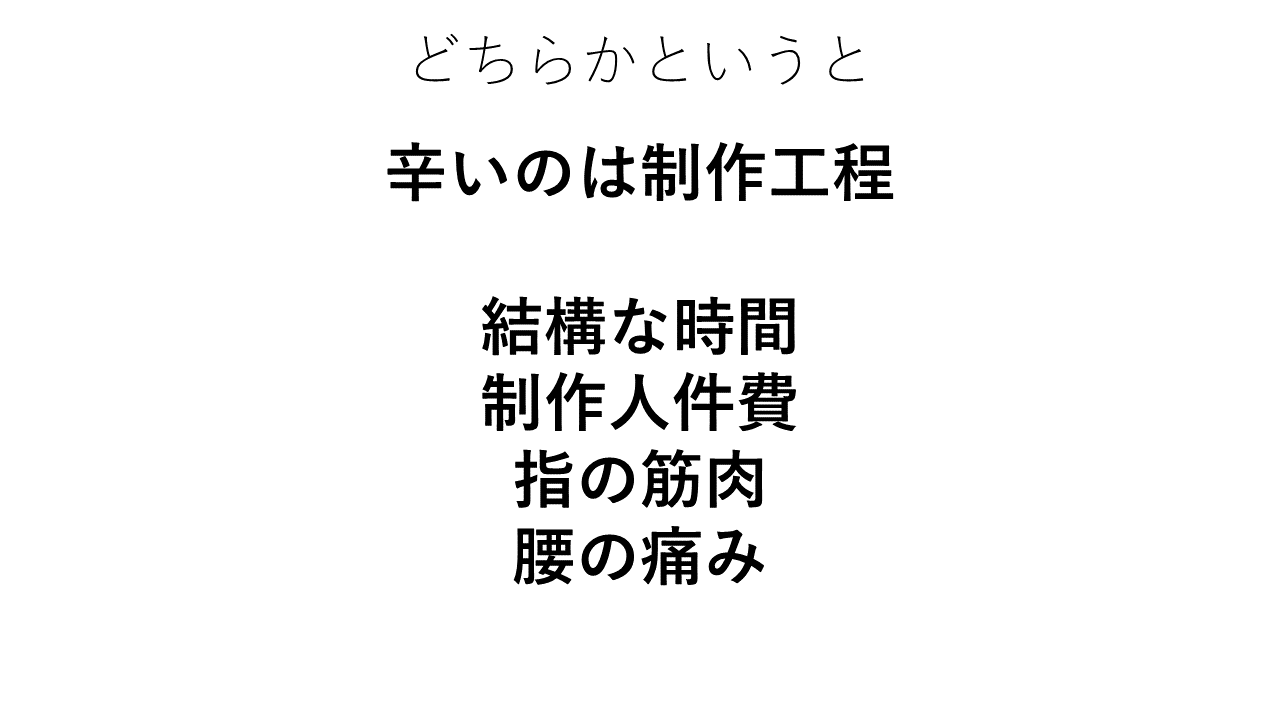 どちらかというと
辛いのは制作工程
結構な時間
制作人件費
指の筋肉
腰の痛み